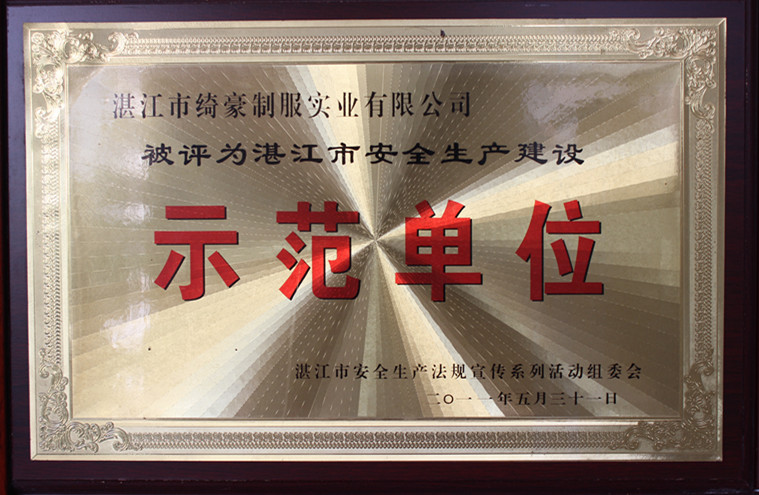 湛江市绮豪制服实业有限公司
被评为湛江市安全生产建设
示范单位
湛江市安全生产法规宣传系列活动组委会
二〇一一年五月三十一日